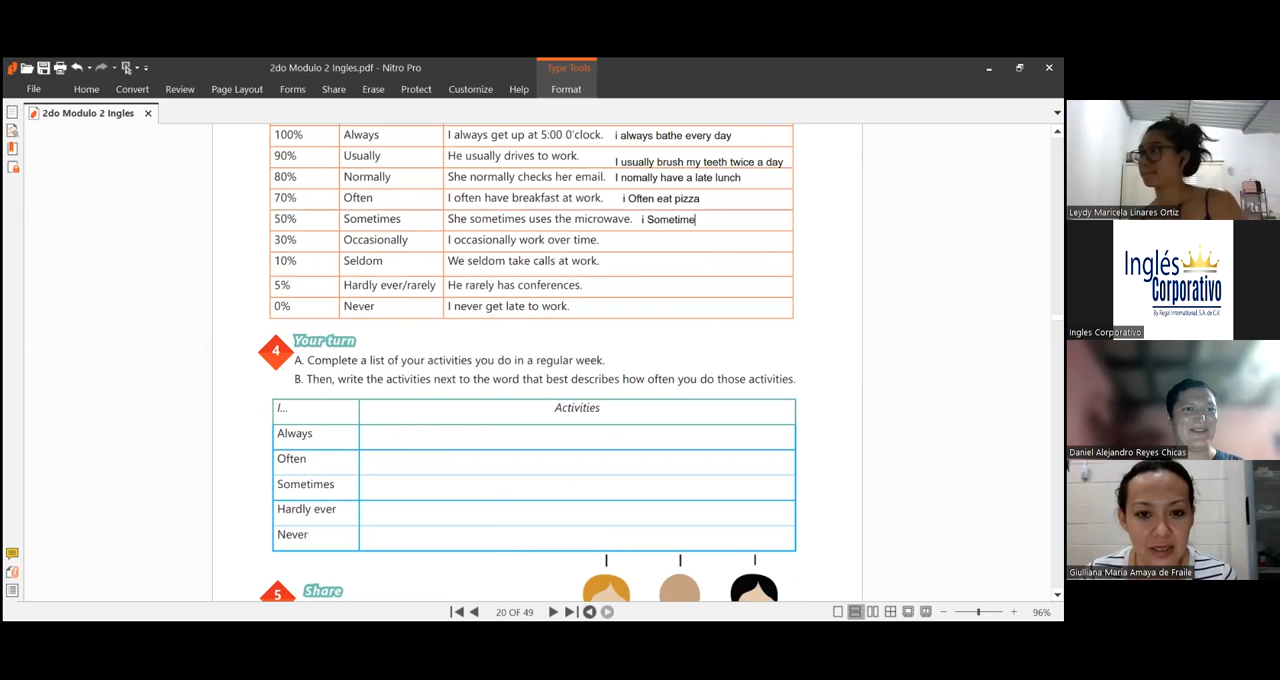 2do Modulo 2 Ingles.pdf - Nitro Pro
Type Tools
File Home Convert Review Page Layout Forms Share Erase Protect Customize Help Format
2do Modulo 2 Ingles
100% Always I always get up at 5:00 0'clock. i always bathe every day
90% Usually He usually drives to work. I usually brush my teeth twice a day
80% Normally She normally checks her email. I nomally have a late lunch
70% Often I often have breakfast at work. i Often eat pizza
50% Sometimes She sometimes uses the microwave. i Sometime
30% Occasionally I occasionally work over time.
10% Seldom We seldom take calls at work.
5% Hardly ever/rarely He rarely has conferences.
0% Never I never get late to work.
4 Your turn
A. Complete a list of your activities you do in a regular week.
B. Then, write the activities next to the word that best describes how often you do those activities.
I... Activities
Always
Often
Sometimes
Hardly ever
Never
5 Share
20 OF 49
96%
Leydy Maricela Linares Ortiz
Inglés
Corporativo
By Regal International, S.A. de C.V.
Ingles Corporativo
Daniel Alejandro Reyes Chicas
Giulliana Maria Amaya de Fraile